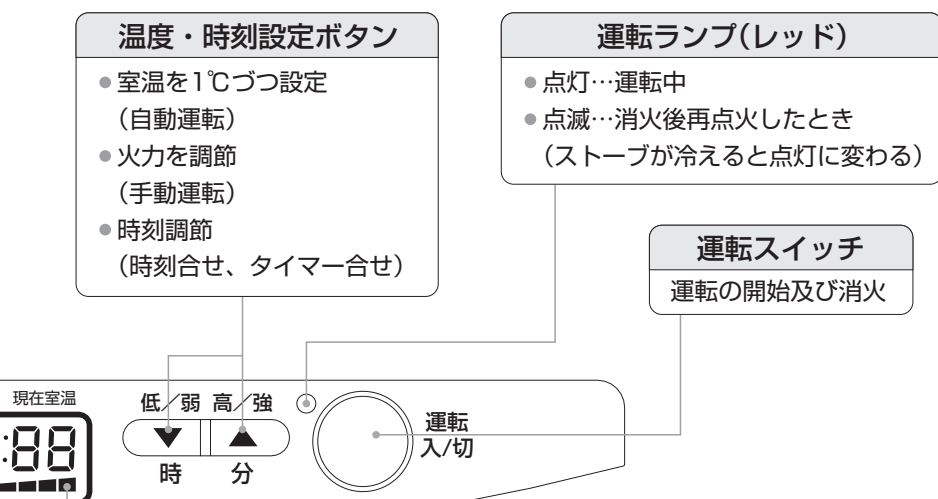 温度・時刻設定ボタン
●室温を1℃づつ設定
（自動運転）
●火力を調節
（手動運転）
●時刻調節
（時刻合せ、タイマー合せ）
運転ランプ(レッド）
●点灯…運転中
●点滅…消火後再点火したとき
（ストーブが冷えると点灯に変わる）
運転スイッチ
運転の開始及び消火
現在室温
:88
低／弱 高／強
▼ ▲
時 分
運転
入/切